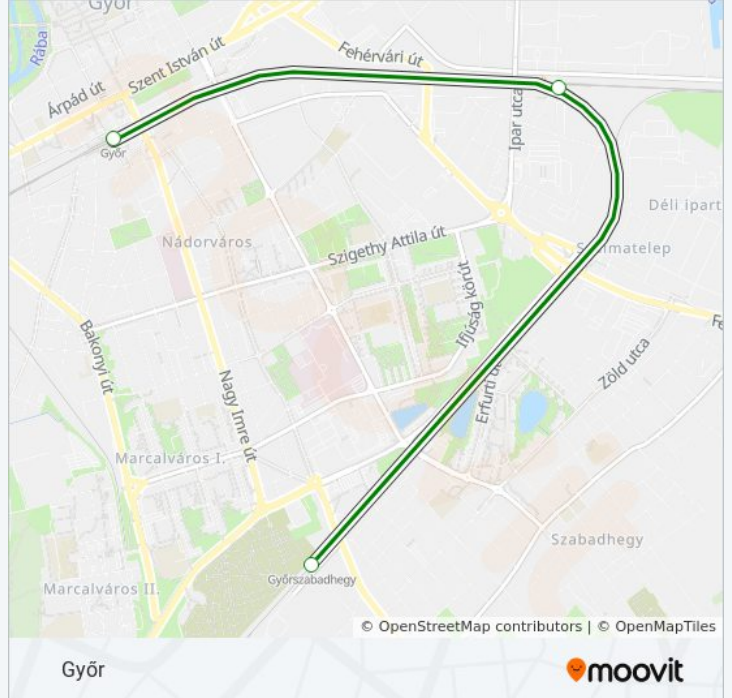 Győr
Rába
Szent István út
Fehérvári út
Árpád út
Ipar utca
Győr
Déli ipart
Nádorváros
Szigethy Attila út
Ifjúság körút
Bakonyi út
Zöld utca
Nagy Imre út
Erfurti
Marcalváros I.
Szabadhegy
Győrszabadhegy
Marcalváros II.
© OpenStreetMap contributors | © OpenMapTiles
Győr
moovit